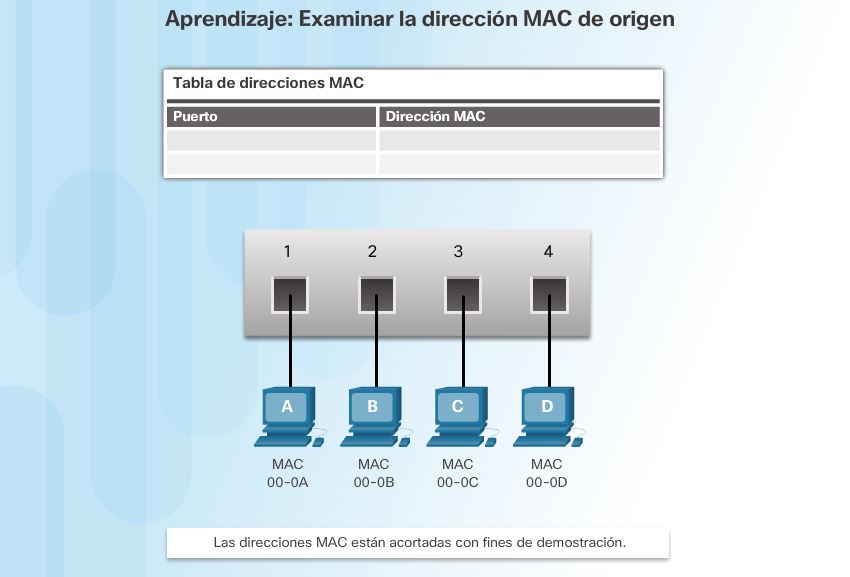 Aprendizaje: Examinar la dirección MAC de origen
Tabla de direcciones MAC
Puerto Dirección MAC
1 2 3 4
A B C D
MAC MAC MAC MAC
00-0A 00-0B 00-0C 00-0D
Las direcciones MAC están acortadas con fines de demostración.